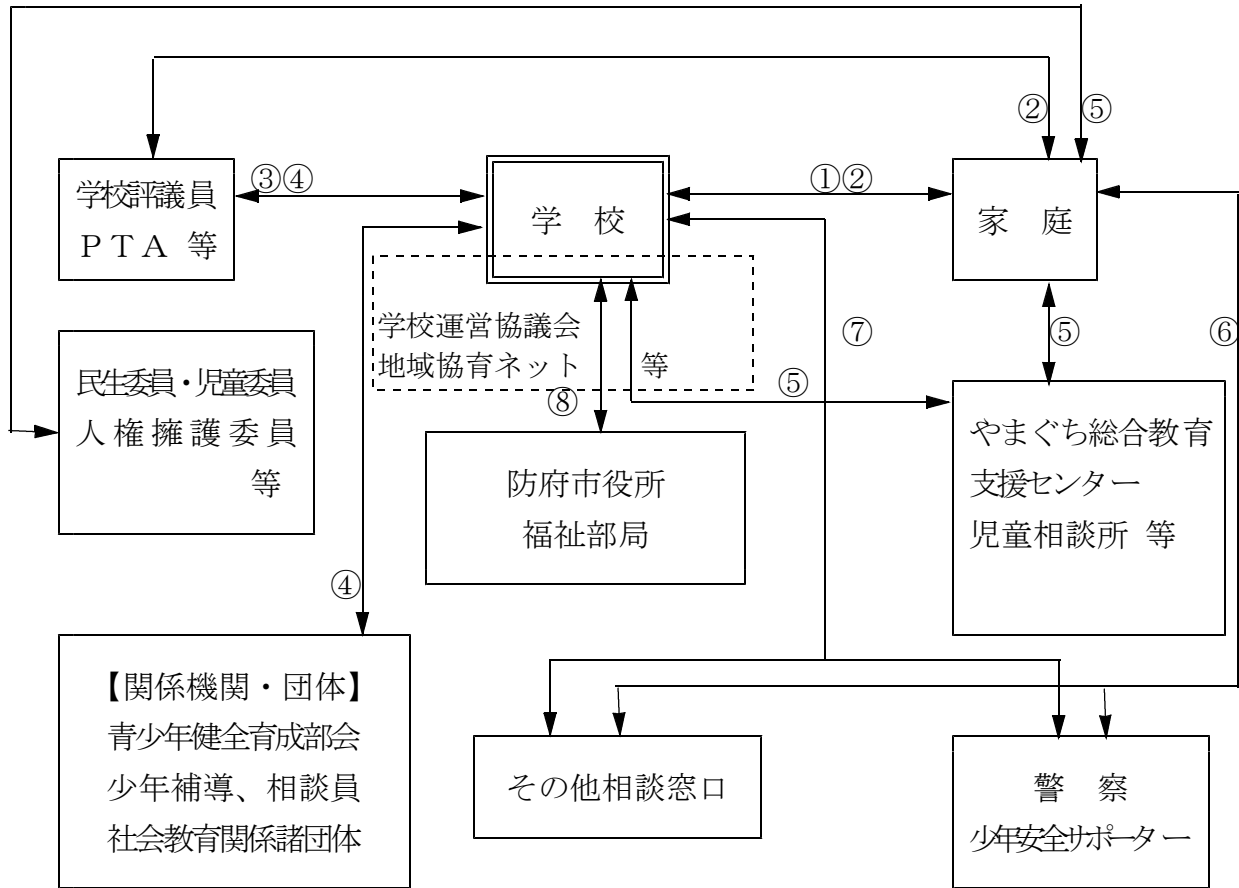 ② ⑤
学校評議員
ＰＴＡ 等
③④
学 校
①②
家 庭
学校運営協議会
地域協育ネット 等
⑦
⑤
⑥
民生委員・児童委員
人権擁護委員
等
⑧
⑤
防府市役所
福祉部局
やまぐち総合教育
支援センター
児童相談所 等
④
【関係機関・団体】
青少年健全育成部会
少年補導、相談員
社会教育関係諸団体
その他相談窓口
警 察
少年安全サポーター